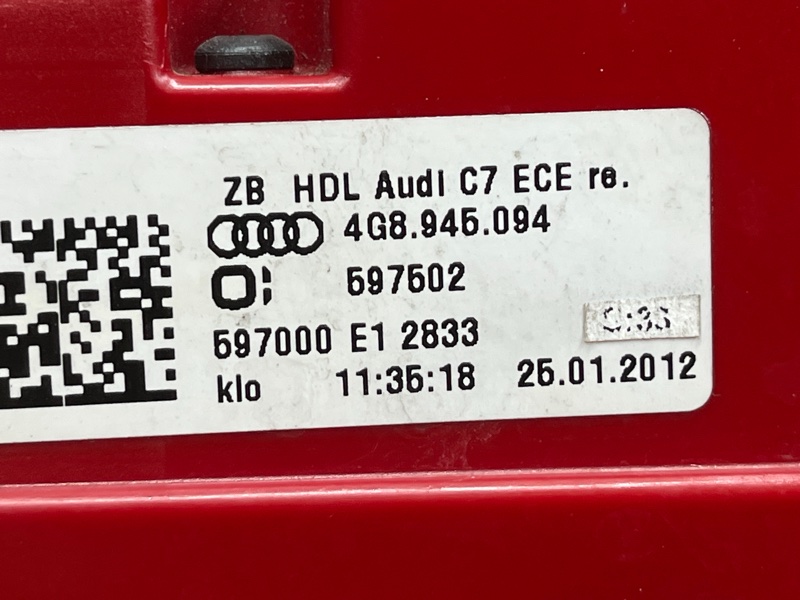 ZB HDL Audi C7 ECE re.
4G8.945.094
597502
597000 E1 2833
klo 11:35:18 25.01.2012